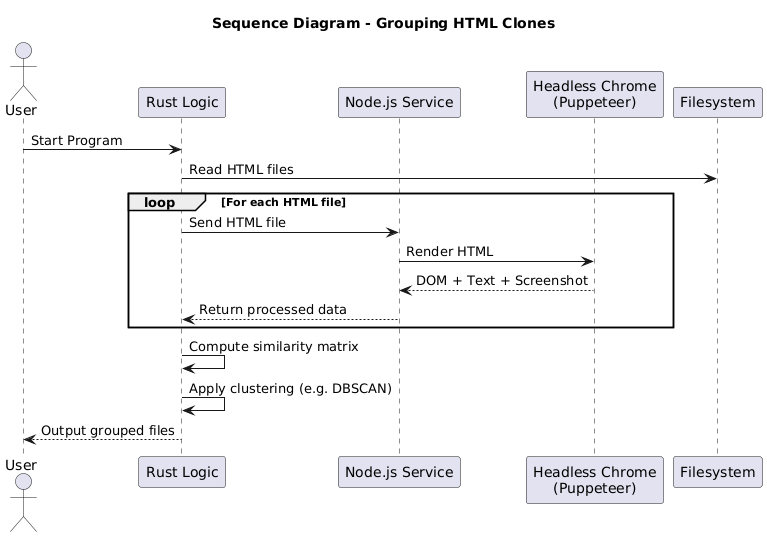 Sequence Diagram - Grouping HTML Clones
User
Rust Logic
Node.js Service
Headless Chrome
(Puppeteer)
Filesystem
Start Program
Read HTML files
loop
[For each HTML file]
Send HTML file
Render HTML
DOM + Text + Screenshot
Return processed data
Compute similarity matrix
Apply clustering (e.g. DBSCAN)
Output grouped files
User
Rust Logic
Node.js Service
Headless Chrome
(Puppeteer)
Filesystem